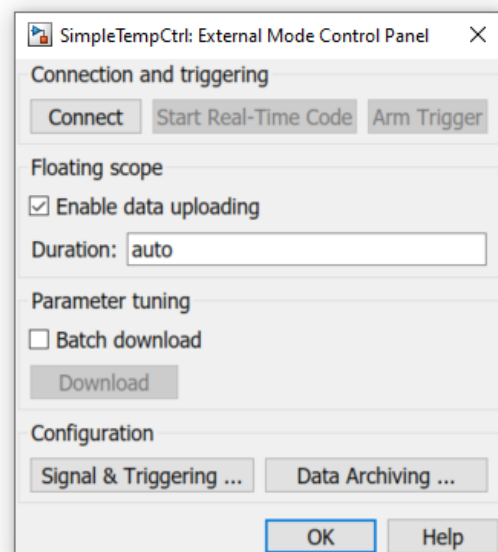 SimpleTempCtrl: External Mode Control Panel
Connection and triggering
Connect Start Real-Time Code Arm Trigger
Floating scope
Enable data uploading
Duration: auto
Parameter tuning
Batch download
Download
Configuration
Signal & Triggering ... Data Archiving ...
OK Help